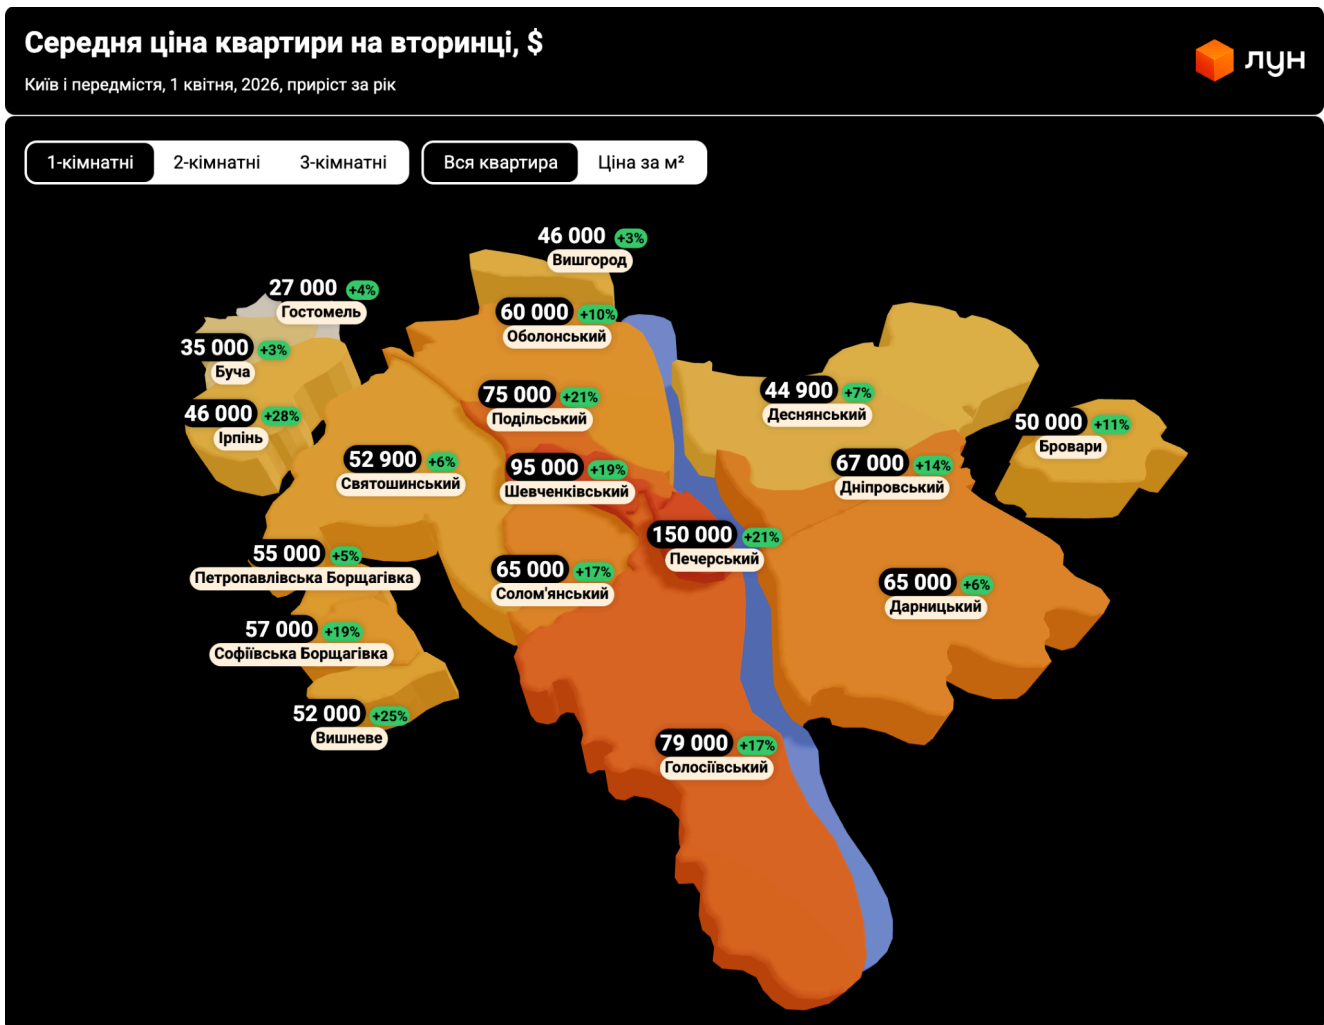 Середня ціна квартири на вторинці, $
Київ і передмістя, 1 квітня, 2026, приріст за рік
лун
1-кімнатні 2-кімнатні 3-кімнатні Вся квартира Ціна за м²
46 000 +3%
Вишгород
27 000 +4%
Гостомель
60 000 +10%
Оболонський
35 000 +3%
Буча
75 000 +21%
Подільський
44 900 +7%
Деснянський
46 000 +28%
Ірпінь
50 000 +11%
Бровари
52 900 +6%
Святошинський
95 000 +19%
Шевченківський
67 000 +14%
Дніпровський
150 000 +21%
Печерський
55 000 +5%
Петропавлівська Борщагівка
65 000 +17%
Солом'янський
65 000 +6%
Дарницький
57 000 +19%
Софіївська Борщагівка
52 000 +25%
Вишневе
79 000 +17%
Голосіївський